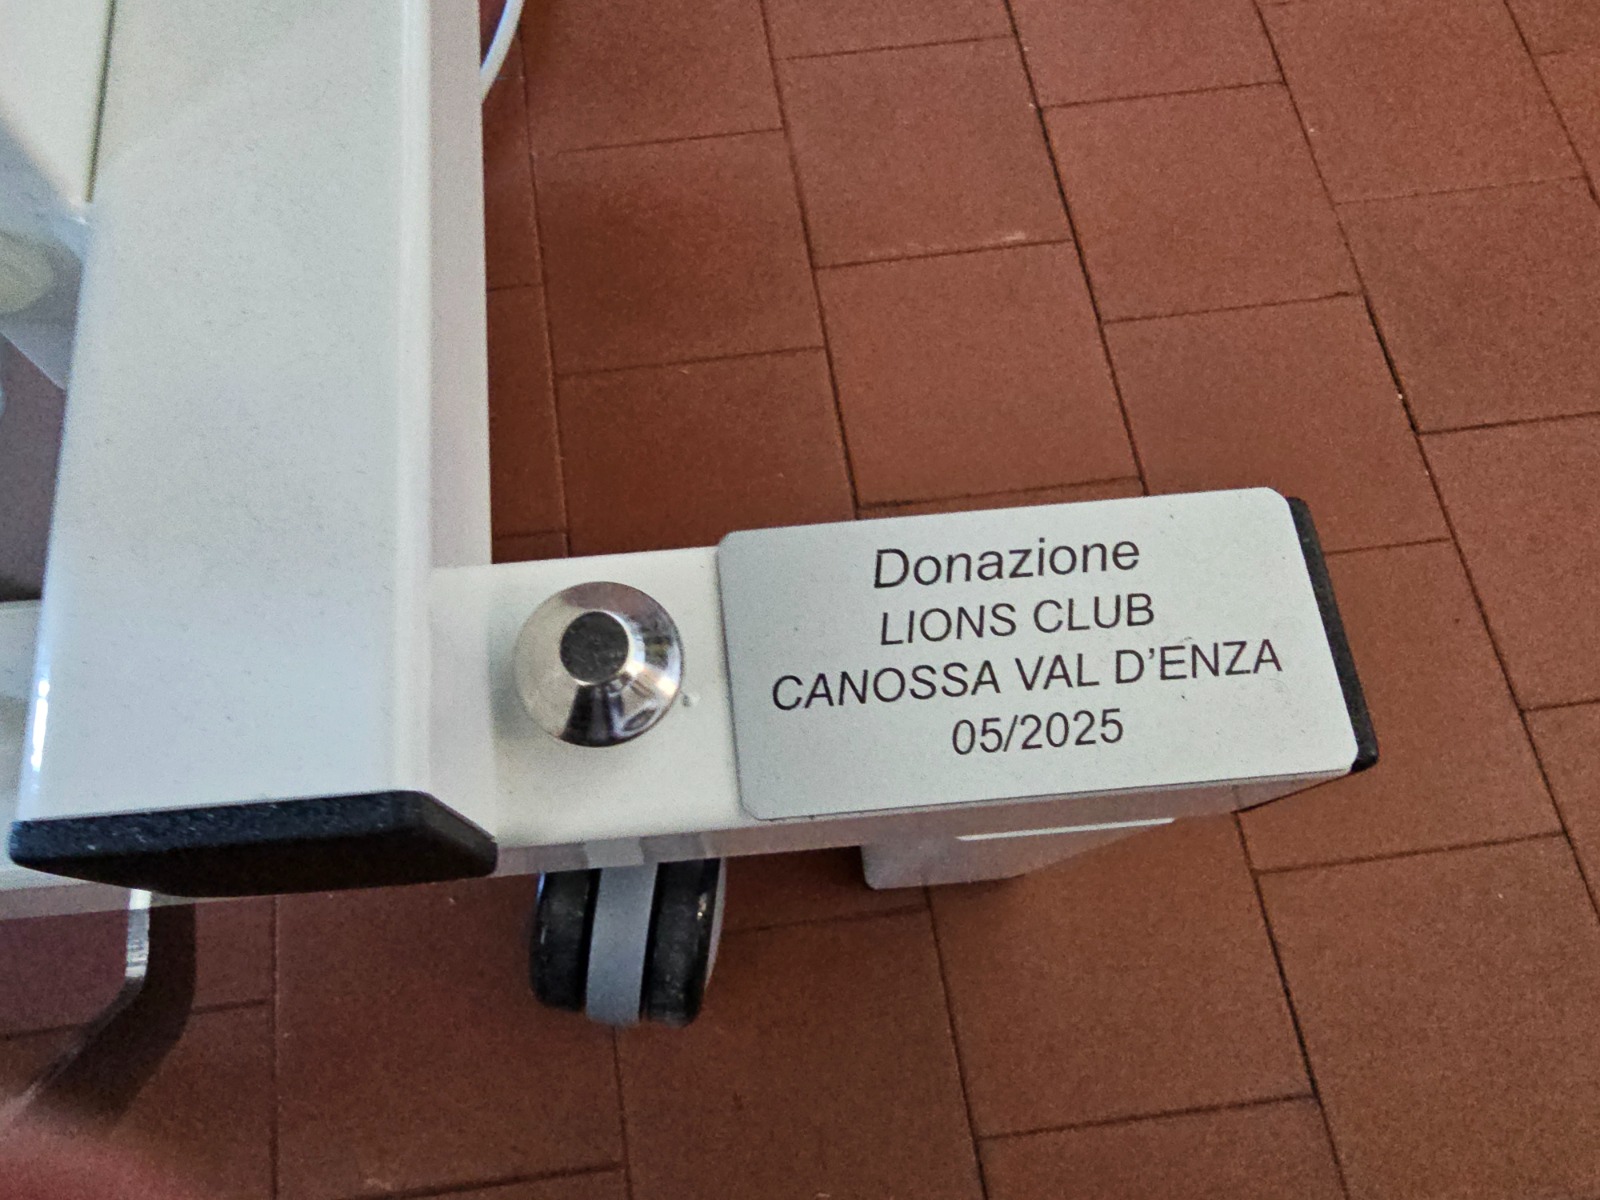 Donazione
LIONS CLUB
CANOSSA VAL D'ENZA
05/2025